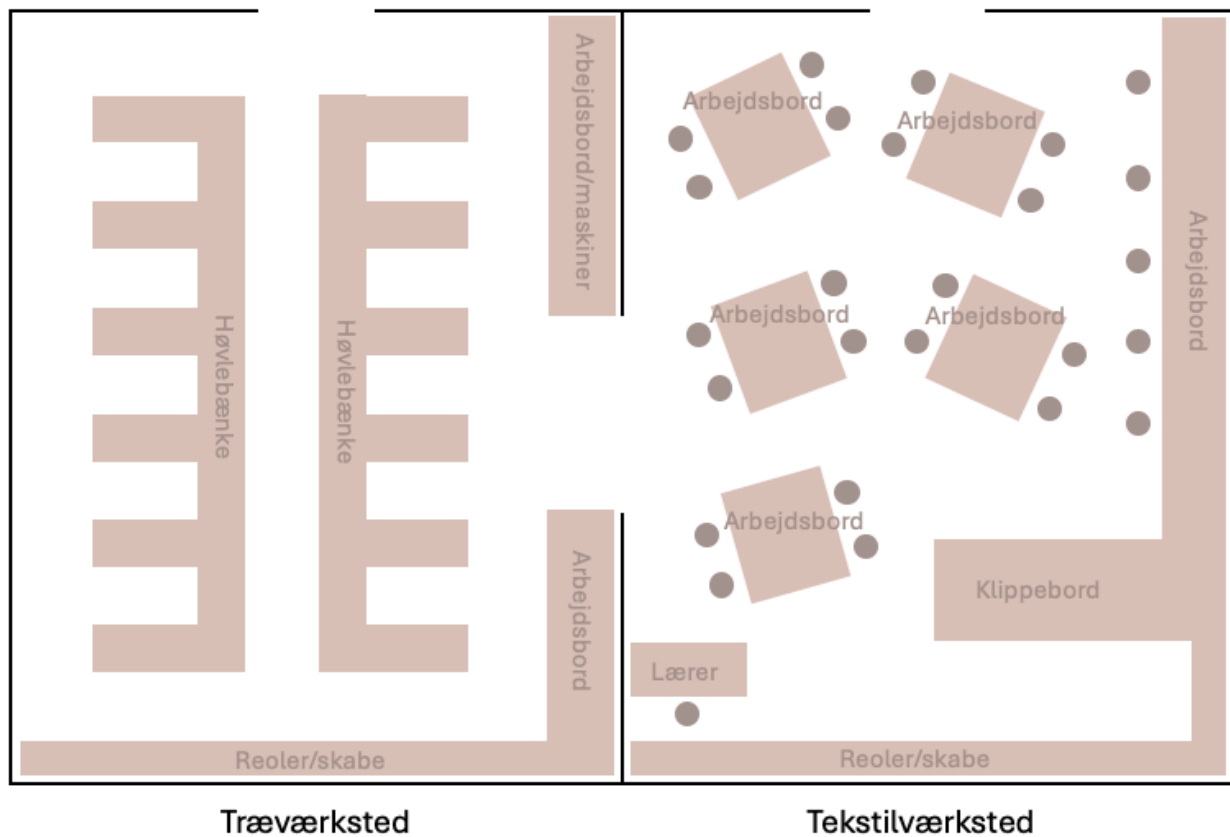 Arbejdsbord/maskiner
Høvlebænke
Høvlebænke
Arbejdsbord
Reoler/skabe
Arbejdsbord
Arbejdsbord
Arbejdsbord
Arbejdsbord
Arbejdsbord
Arbejdsbord
Klippebord
Lærer
Reoler/skabe
Træværksted
Tekstilværksted